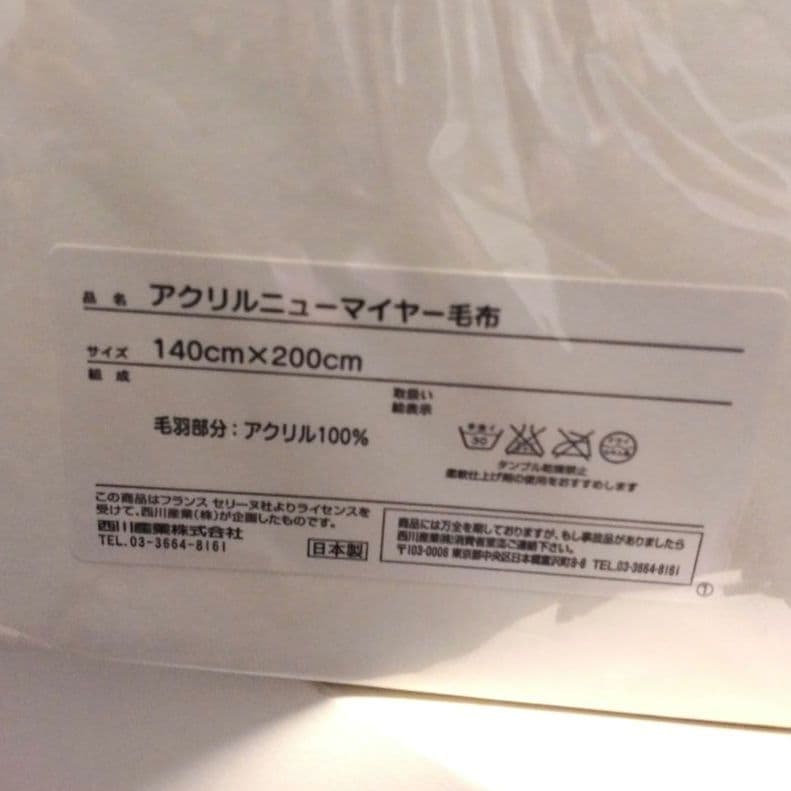 品名 アクリルニューマイヤー毛布
サイズ 140cm×200cm
組成
取扱い
絵表示
毛羽部分：アクリル100%
手洗イ
30
タンブル乾燥禁止
柔軟仕上げ剤の使用をおすすめします
この商品はフランス セリーヌ社よりライセンスを
受けて、西川産業(株)が企画したものです。
西川産業株式会社
TEL.03-3664-8161
日本製
商品には万全を期しておりますが、もし事故品がありましたら
西川産業(株)消費者室迄ご連絡下さい。
〒103-0006 東京都中央区日本橋富沢町8-8 TEL.03-3664-8161
①